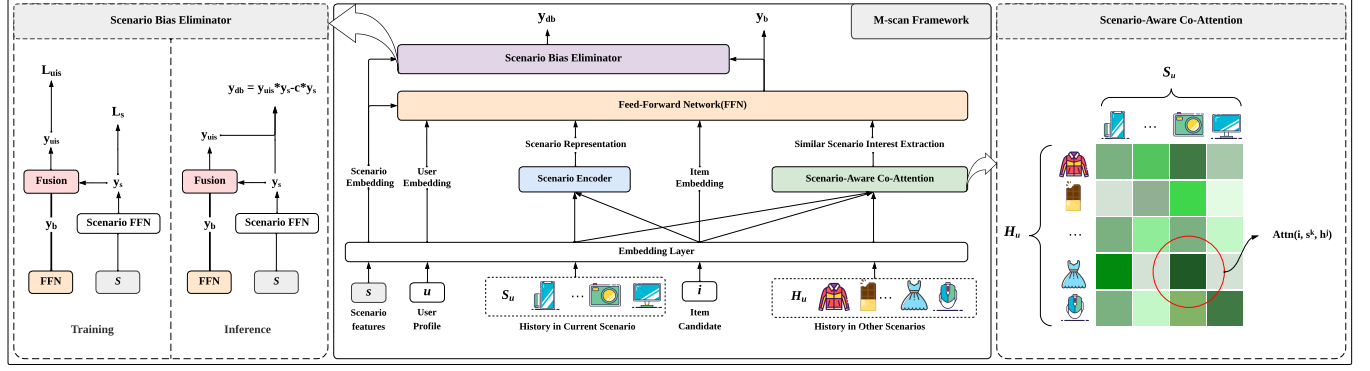 Scenario Bias Eliminator
L_uis
L_s
y_uis
Fusion
y_s
y_b
Scenario FFN
FFN
S
Training
y_db = y_uis*y_s-c*y_s
y_uis
Fusion
y_s
y_b
Scenario FFN
FFN
S
Inference
M-scan Framework
y_db
y_b
Scenario Bias Eliminator
Feed-Forward Network(FFN)
Scenario
Embedding
User
Embedding
Scenario Representation
Scenario Encoder
Item
Embedding
Similar Scenario Interest Extraction
Scenario-Aware Co-Attention
Embedding Layer
s
Scenario
features
u
User
Profile
S_u
...
History in Current Scenario
i
Item
Candidate
H_u
...
History in Other Scenarios
Scenario-Aware Co-Attention
S_u
...
H_u
...
Attn(i, s^k, h^j)